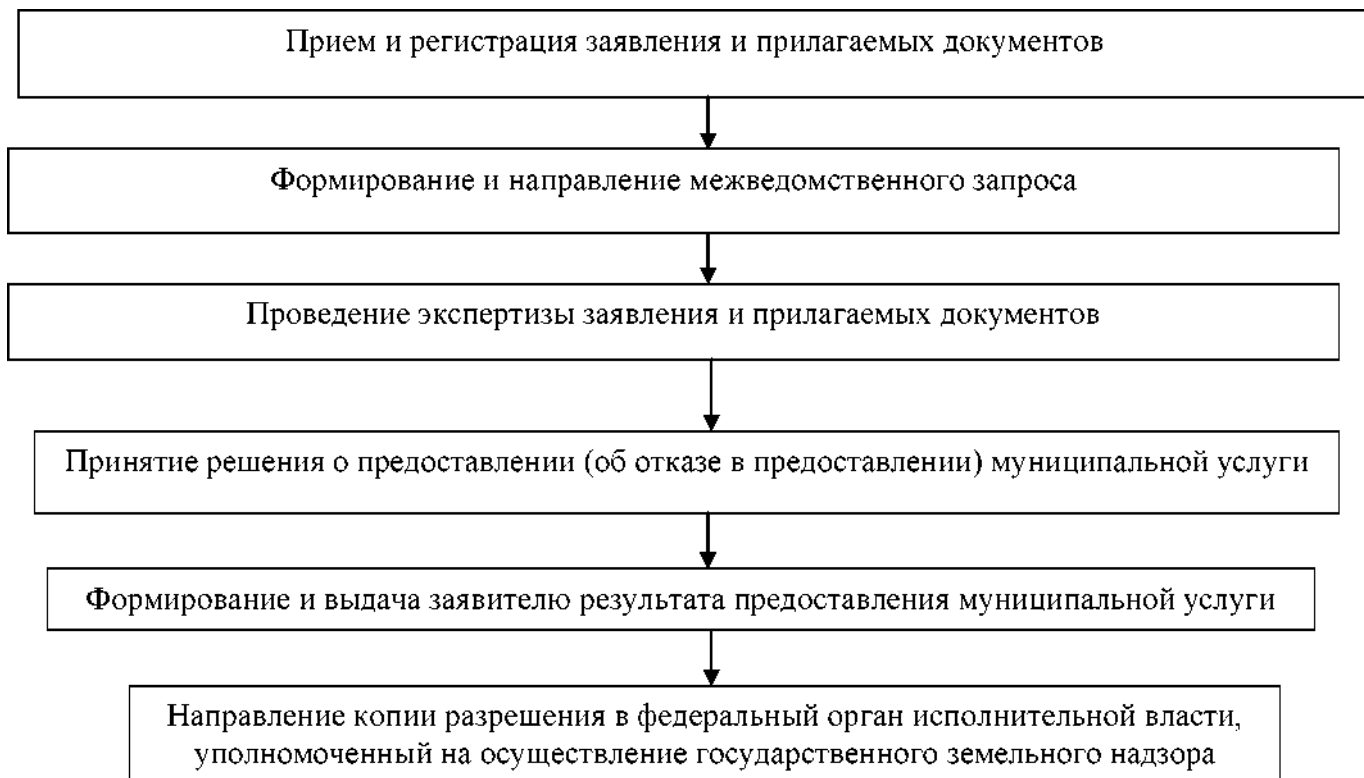 Прием и регистрация заявления и прилагаемых документов
Формирование и направление межведомственного запроса
Проведение экспертизы заявления и прилагаемых документов
Принятие решения о предоставлении (об отказе в предоставлении) муниципальной услуги
Формирование и выдача заявителю результата предоставления муниципальной услуги
Направление копии разрешения в федеральный орган исполнительной власти,
уполномоченный на осуществление государственного земельного надзора